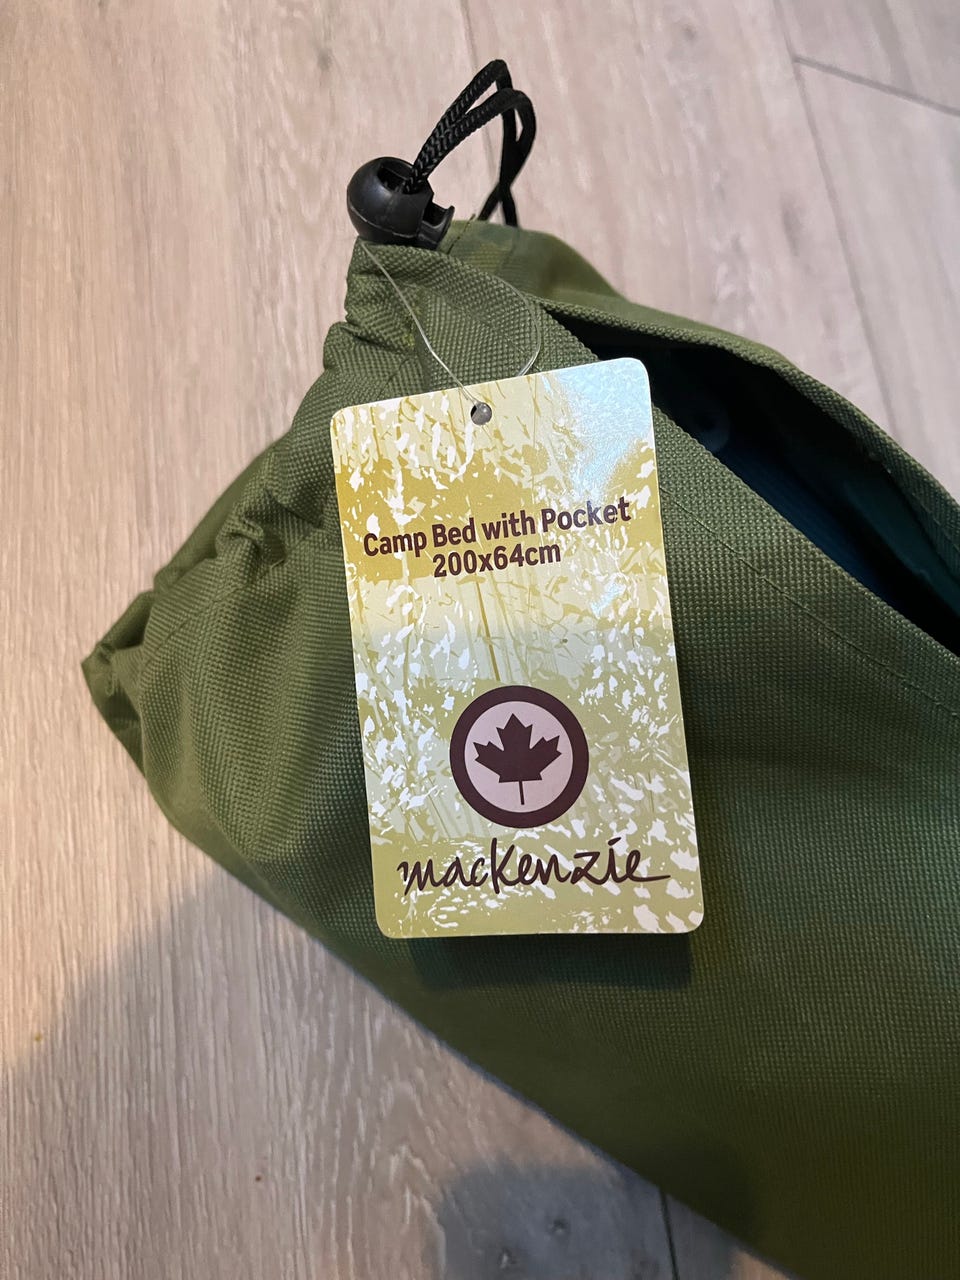 Camp Bed with Pocket
200x64cm
mackenzie